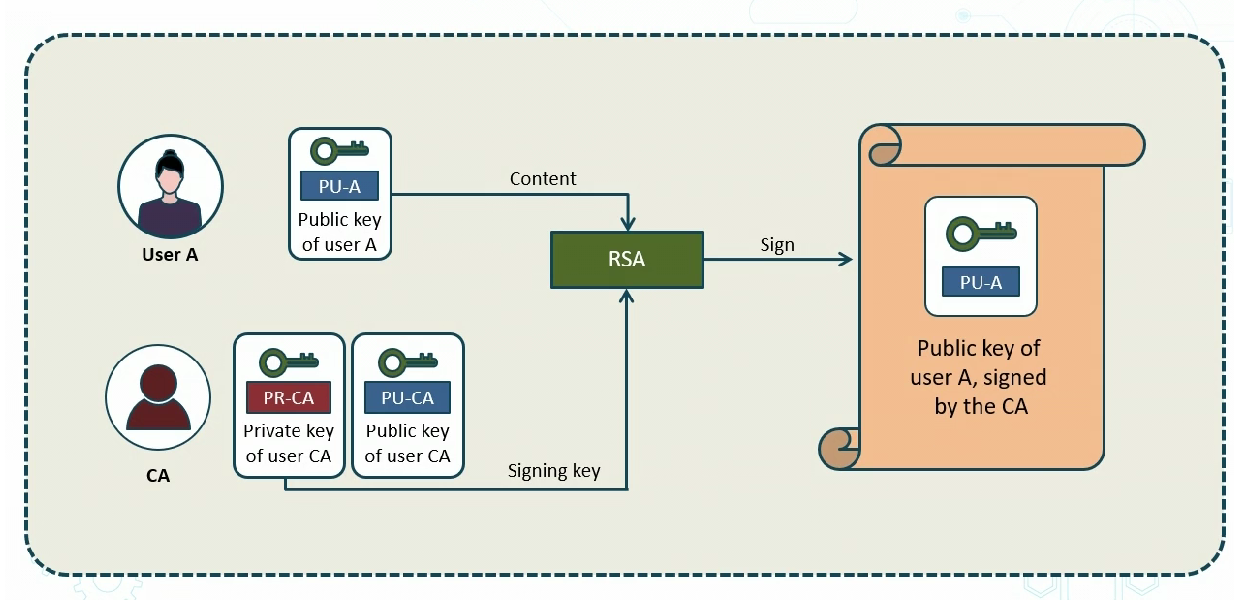 User A
PU-A
Public key
of user A
Content
RSA
Sign
CA
PR-CA
Private key
of user CA
PU-CA
Public key
of user CA
Signing key
PU-A
Public key of
user A, signed
by the CA